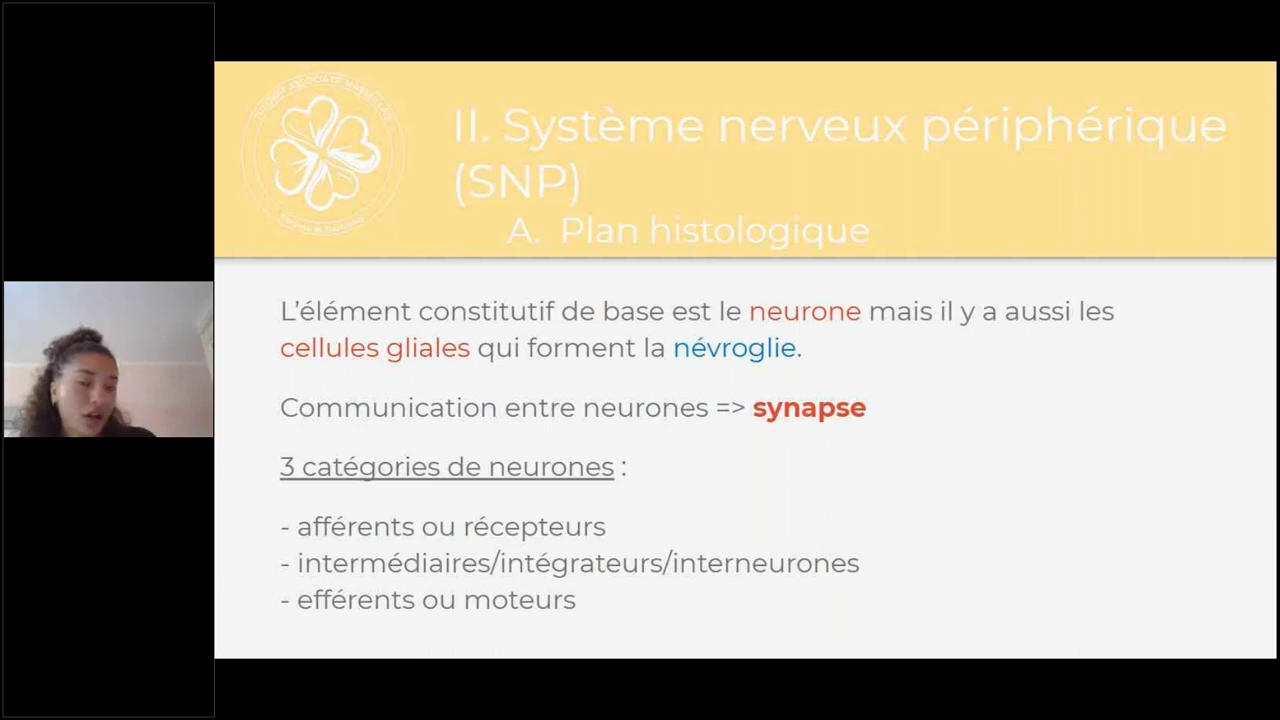 II. Système nerveux périphérique
(SNP)
A. Plan histologique
L'élément constitutif de base est le neurone mais il y a aussi les
cellules gliales qui forment la névroglie.
Communication entre neurones => synapse
3 catégories de neurones :
- afférents ou récepteurs
- intermédiaires/intégrateurs/interneurones
- efférents ou moteurs